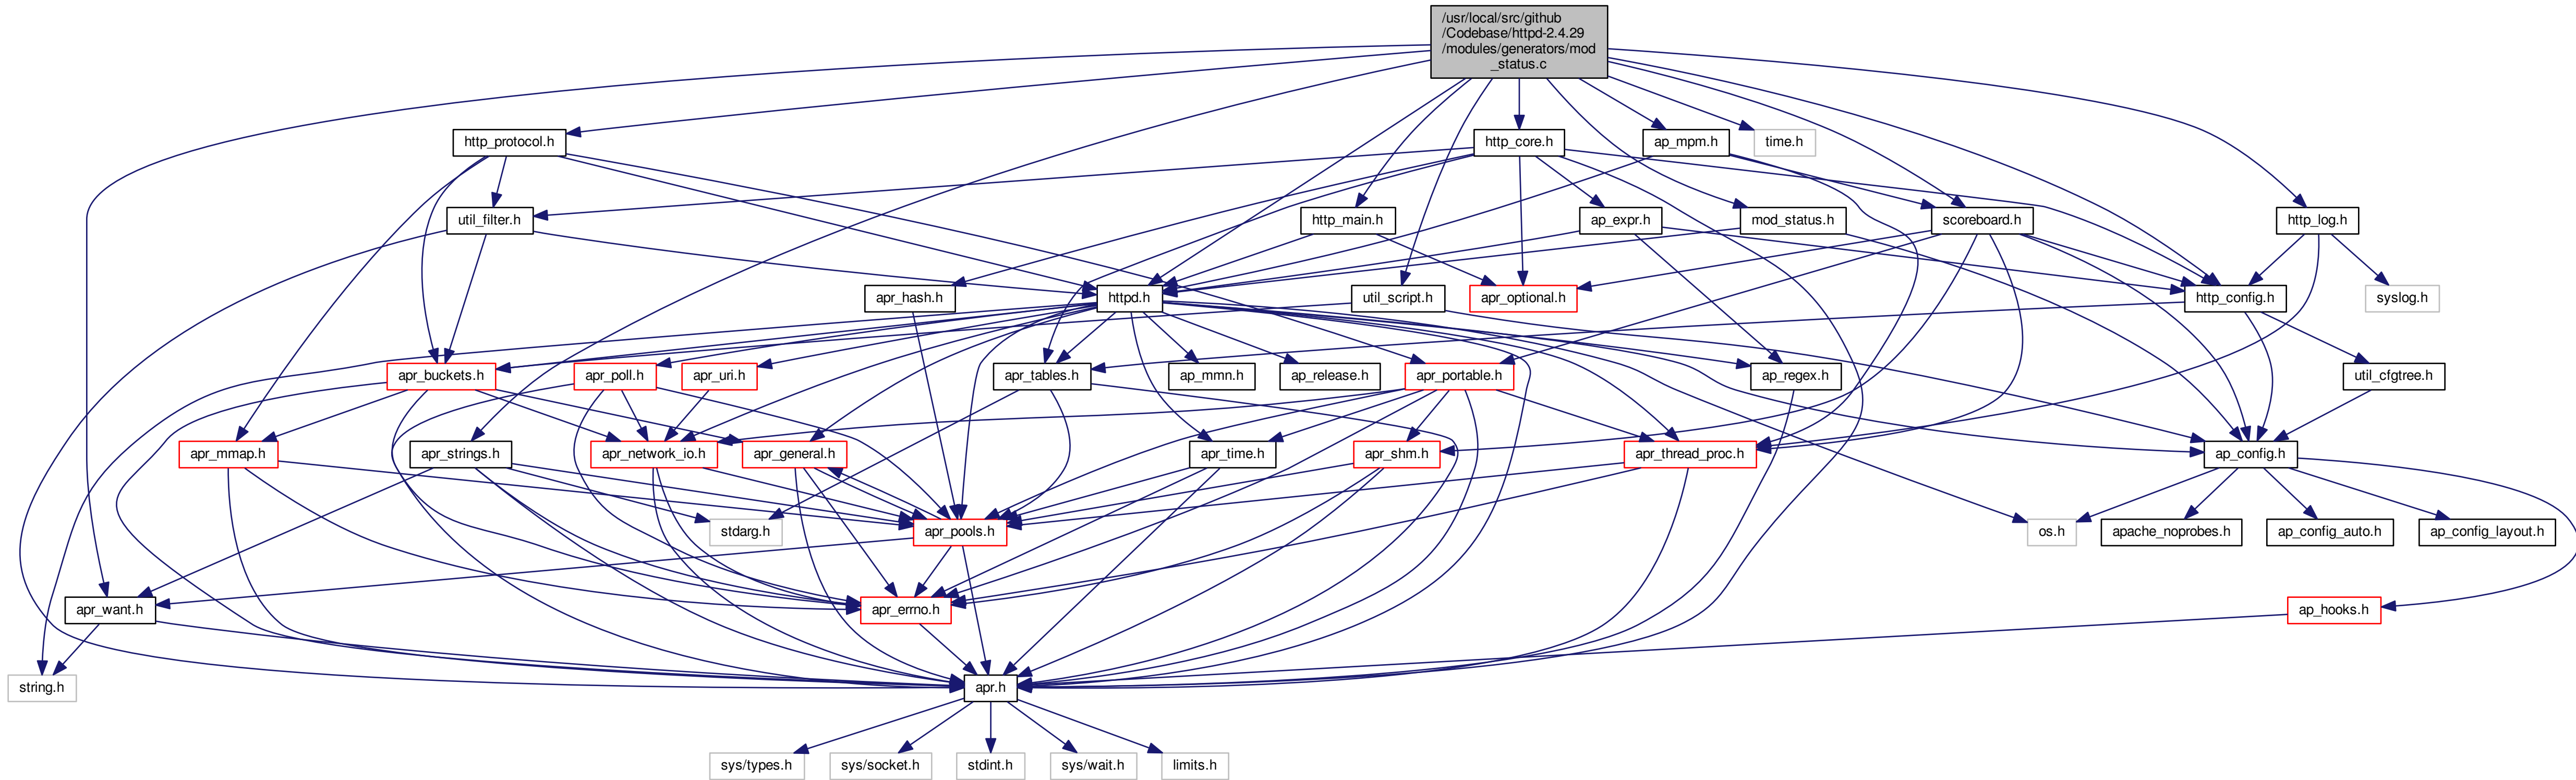 /usr/local/src/github
/Codebase/httpd-2.4.29
/modules/generators/mod
_status.c
http_protocol.h
http_core.h
ap_mpm.h
time.h
util_filter.h
http_main.h
ap_expr.h
mod_status.h
scoreboard.h
http_log.h
apr_hash.h
httpd.h
util_script.h
apr_optional.h
http_config.h
syslog.h
apr_buckets.h
apr_poll.h
apr_uri.h
apr_tables.h
ap_mmn.h
ap_release.h
apr_portable.h
ap_regex.h
util_cfgtree.h
apr_mmap.h
apr_strings.h
apr_network_io.h
apr_general.h
apr_time.h
apr_shm.h
apr_thread_proc.h
ap_config.h
stdarg.h
apr_pools.h
os.h
apache_noprobes.h
ap_config_auto.h
ap_config_layout.h
apr_want.h
apr_errno.h
ap_hooks.h
string.h
apr.h
sys/types.h
sys/socket.h
stdint.h
sys/wait.h
limits.h